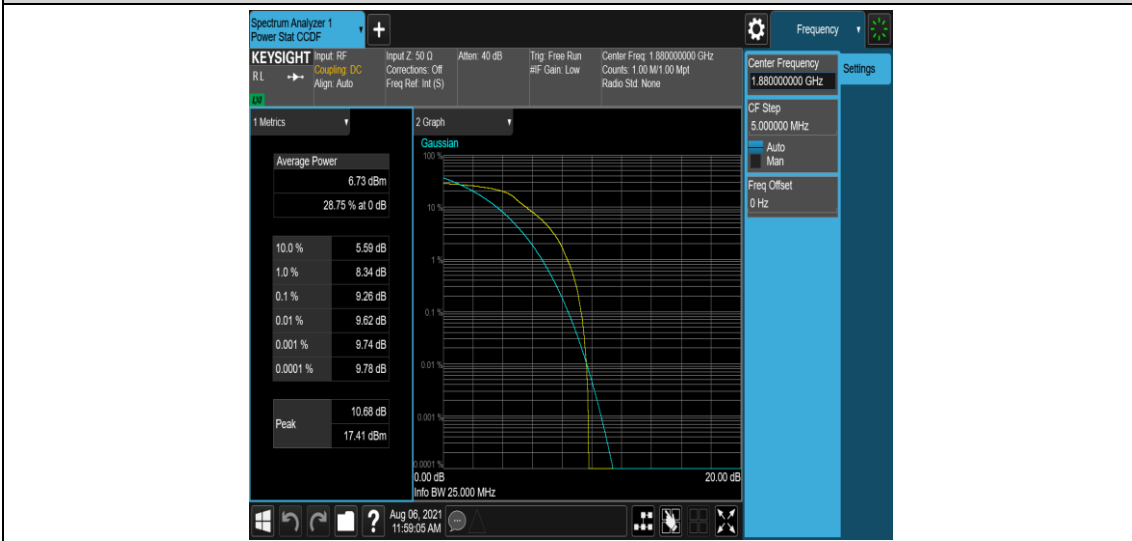 Spectrum Analyzer 1
Power Stat CCDF
+
Frequency
KEYSIGHT
RL
Input: RF
Coupling: DC
Align: Auto
Input Z: 50 Ω
Corrections: Off
Freq Ref: Int (S)
Atten: 40 dB
Trig: Free Run
#IF Gain: Low
Center Freq: 1.880000000 GHz
Counts: 1.00 M/1.00 Mpt
Radio Std: None
Center Frequency
1.880000000 GHz
Settings
CF Step
5.000000 MHz
Auto
Man
Freq Offset
0 Hz
1 Metrics
Average Power
6.73 dBm
28.75 % at 0 dB
10.0 % 5.59 dB
1.0 % 8.34 dB
0.1 % 9.26 dB
0.01 % 9.62 dB
0.001 % 9.74 dB
0.0001 % 9.78 dB
Peak
10.68 dB
17.41 dBm
2 Graph
Gaussian
100 %
10 %
1 %
0.1 %
0.01 %
0.001 %
0.0001 %
0.00 dB 20.00 dB
Info BW 25.000 MHz
?
Aug 06, 2021
11:59:05 AM